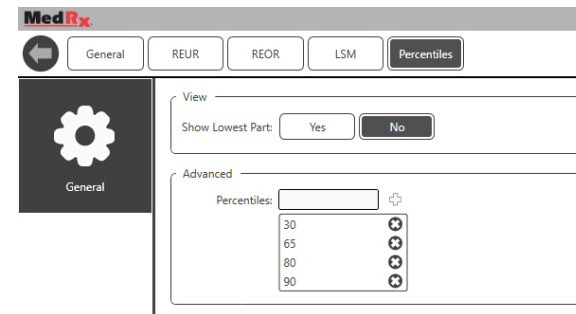 MedRx
General REUR REOR LSM Percentiles
View
Show Lowest Part: Yes No
General
Advanced
Percentiles:
30
65
80
90